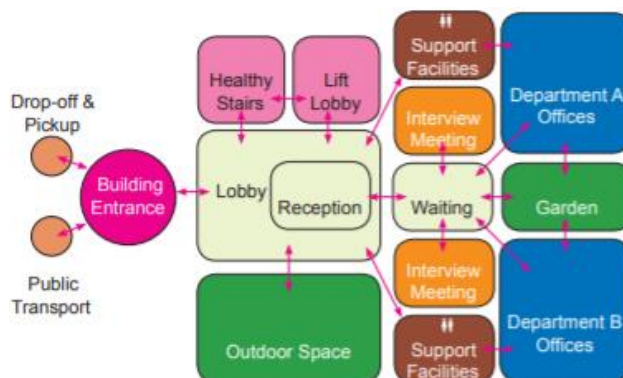 Drop-off &
Pickup
Public
Transport
Building
Entrance
Healthy
Stairs
Lift
Lobby
Lobby
Reception
Outdoor Space
Support
Facilities
Interview
Meeting
Waiting
Interview
Meeting
Support
Facilities
Department A
Offices
Garden
Department B
Offices